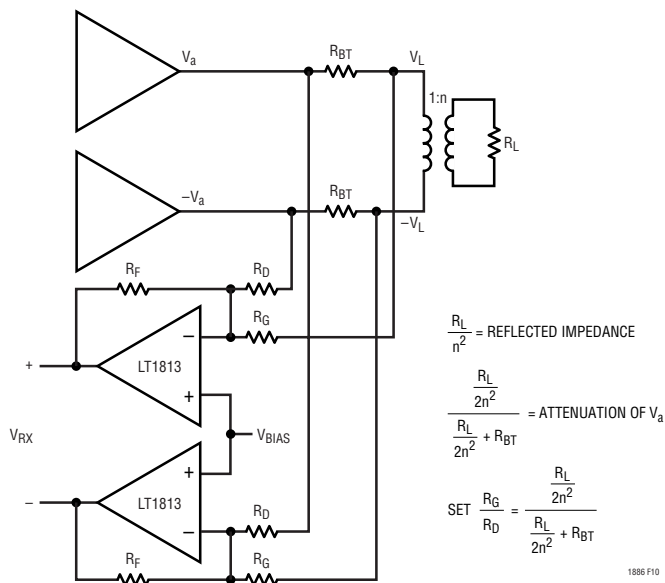 Va
RBT
VL
1:n
RL
–Va
RBT
–VL
RF
RD
RG
–
LT1813
+
+
VRX
–
VBIAS
+
LT1813
–
RD
RF
RG
RL/n² = REFLECTED IMPEDANCE
(RL/2n²)/(RL/2n² + RBT) = ATTENUATION OF Va
SET RG/RD = (RL/2n²)/(RL/2n² + RBT)
1886 F10